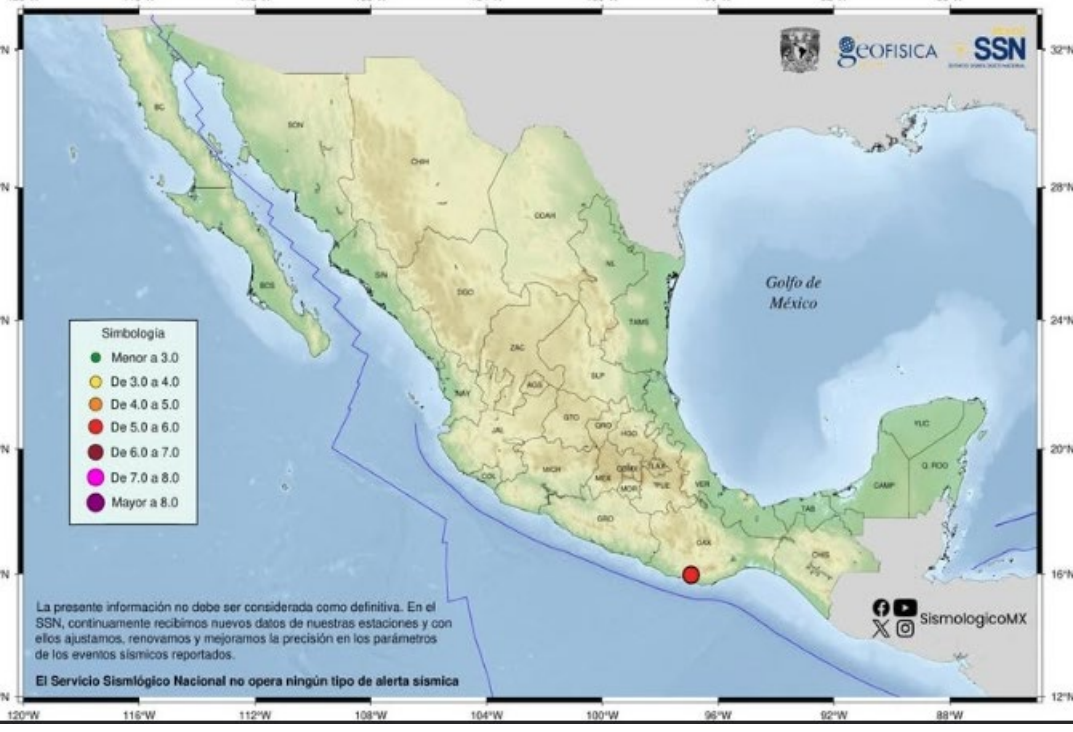 GEOFISICA
SSN
32°N
BC
SON
CHIH
28°N
COAH
NL
SIN
BCS
DGO
Golfo de
México
TAMS
24°N
Simbología
Menor a 3.0
De 3.0 a 4.0
De 4.0 a 5.0
De 5.0 a 6.0
De 6.0 a 7.0
De 7.0 a 8.0
Mayor a 8.0
ZAC
SLP
AGS
NAY
GTO
QRO
HGO
JAL
YUC
20°N
Q. ROO
CAMP
MICH
COL
MEX
CDMX
TLAX
MOR
PUE
VER
TAB
GRO
OAX
CHIS
16°N
La presente información no debe ser considerada como definitiva. En el
SSN, continuamente recibimos nuevos datos de nuestras estaciones y con
ellos ajustamos, renovamos y mejoramos la precisión en los parámetros
de los eventos sísmicos reportados.
SismologicoMX
El Servicio Sismlógico Nacional no opera ningún tipo de alerta sísmica
12°N
120°W
116°W
112°W
108°W
104°W
100°W
96°W
92°W
88°W